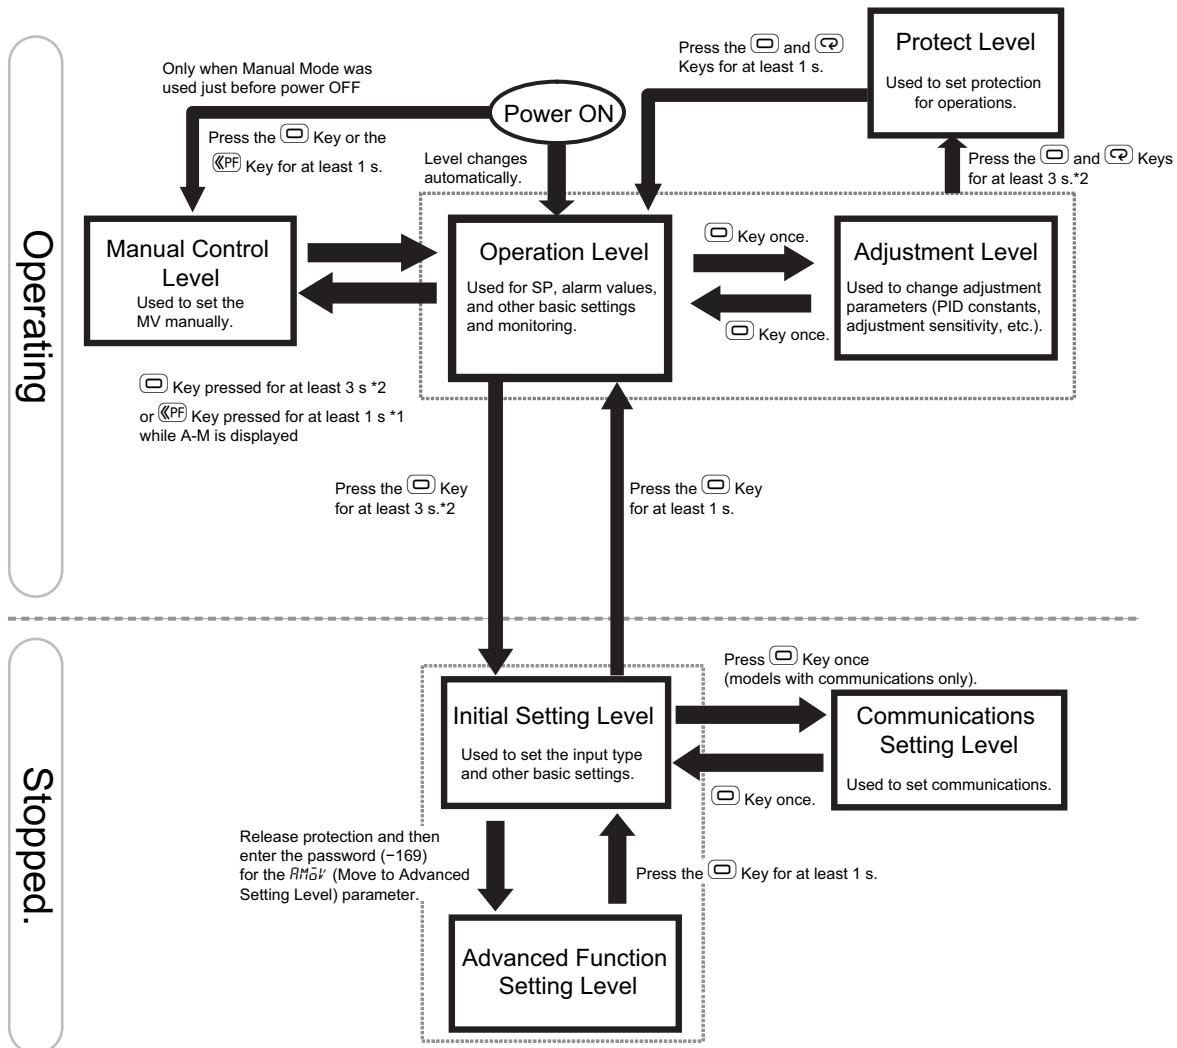 Operating
Only when Manual Mode was
used just before power OFF
Press the Key or the
PF Key for at least 1 s.
Power ON
Level changes
automatically.
Press the and
Keys for at least 1 s.
Protect Level
Used to set protection
for operations.
Press the and Keys
for at least 3 s.*2
Manual Control
Level
Used to set the
MV manually.
Operation Level
Used for SP, alarm values,
and other basic settings
and monitoring.
Key once.
Key once.
Adjustment Level
Used to change adjustment
parameters (PID constants,
adjustment sensitivity, etc.).
Key pressed for at least 3 s *2
or PF Key pressed for at least 1 s *1
while A-M is displayed
Press the Key
for at least 3 s.*2
Press the Key
for at least 1 s.
Stopped.
Initial Setting Level
Used to set the input type
and other basic settings.
Press Key once
(models with communications only).
Key once.
Communications
Setting Level
Used to set communications.
Release protection and then
enter the password (−169)
for the AMoV (Move to Advanced
Setting Level) parameter.
Press the Key for at least 1 s.
Advanced Function
Setting Level